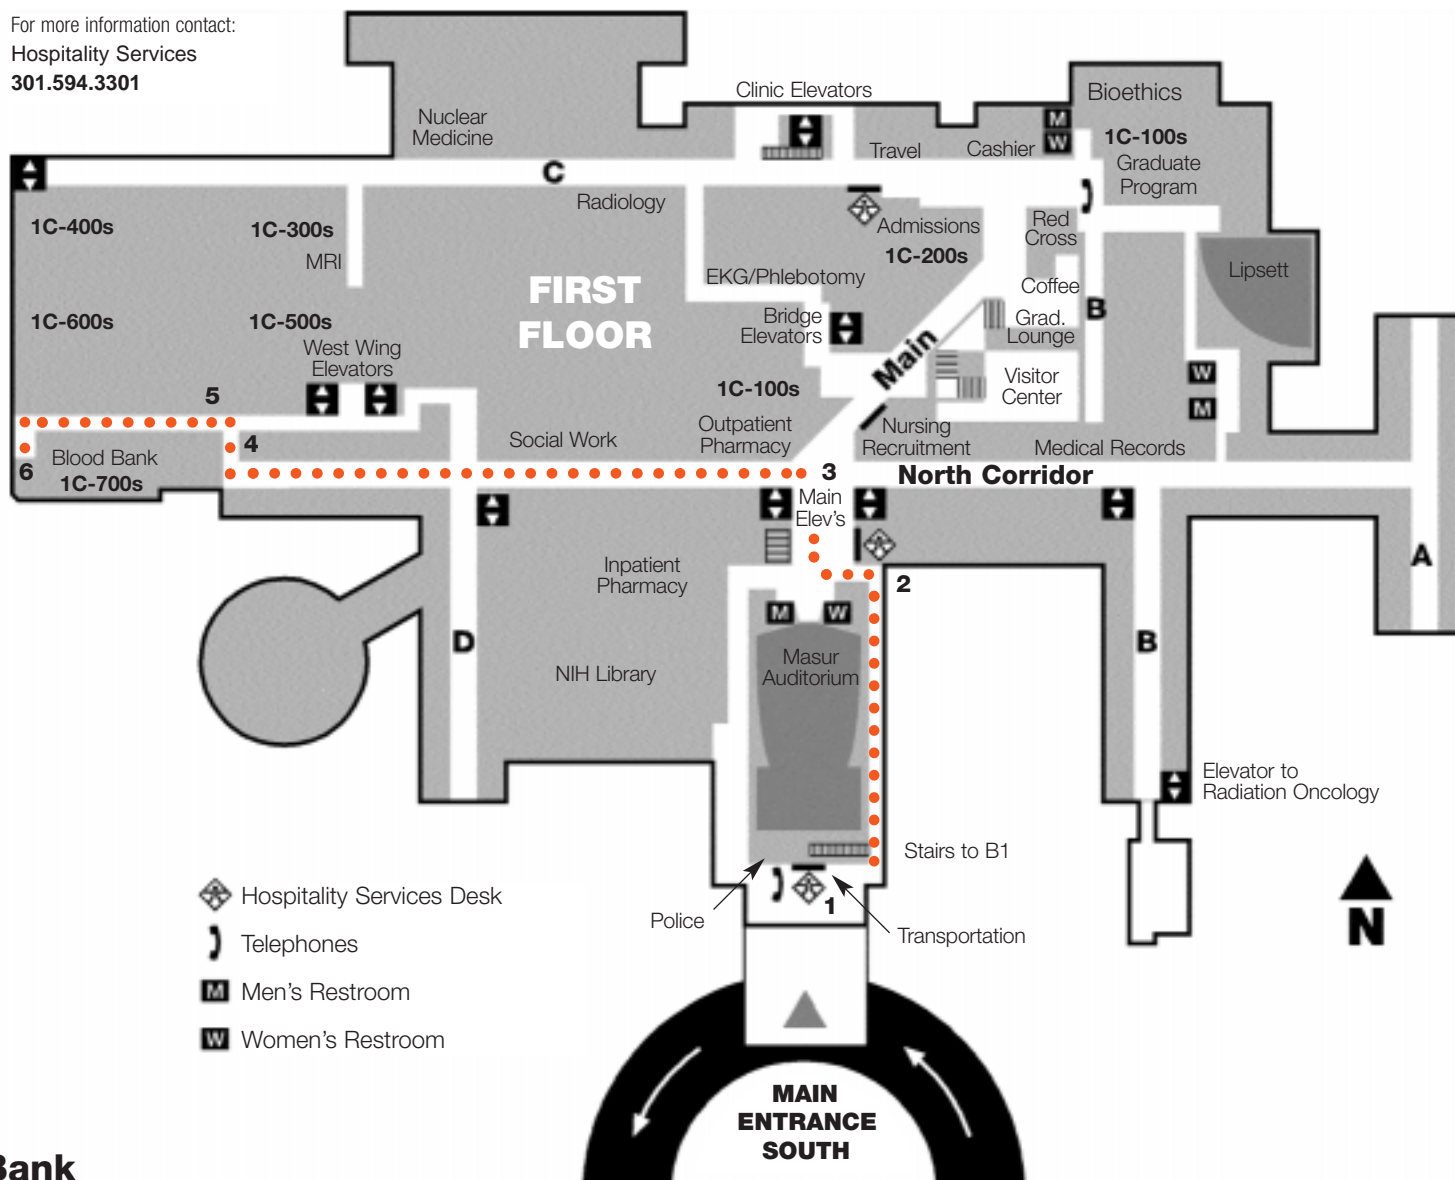 For more information contact:
Hospitality Services
301.594.3301
Clinic Elevators
Bioethics
Nuclear
Medicine
M
W
1C-100s
Travel
Cashier
Graduate
Program
C
Radiology
1C-400s
1C-300s
MRI
Admissions
1C-200s
Red
Cross
Lipsett
EKG/Phlebotomy
FIRST
FLOOR
Coffee
B
1C-600s
1C-500s
Bridge
Elevators
Grad.
Lounge
West Wing
Elevators
Main
1C-100s
Visitor
Center
W
M
5
Outpatient
Pharmacy
Nursing
Recruitment
Social Work
Medical Records
4
Blood Bank
1C-700s
6
3
North Corridor
Main
Elev's
Inpatient
Pharmacy
2
A
M
W
D
B
Masur
Auditorium
NIH Library
Elevator to
Radiation Oncology
Stairs to B1
1
Police
Transportation
N
Hospitality Services Desk
Telephones
M Men's Restroom
W Women's Restroom
MAIN
ENTRANCE
SOUTH
Bank